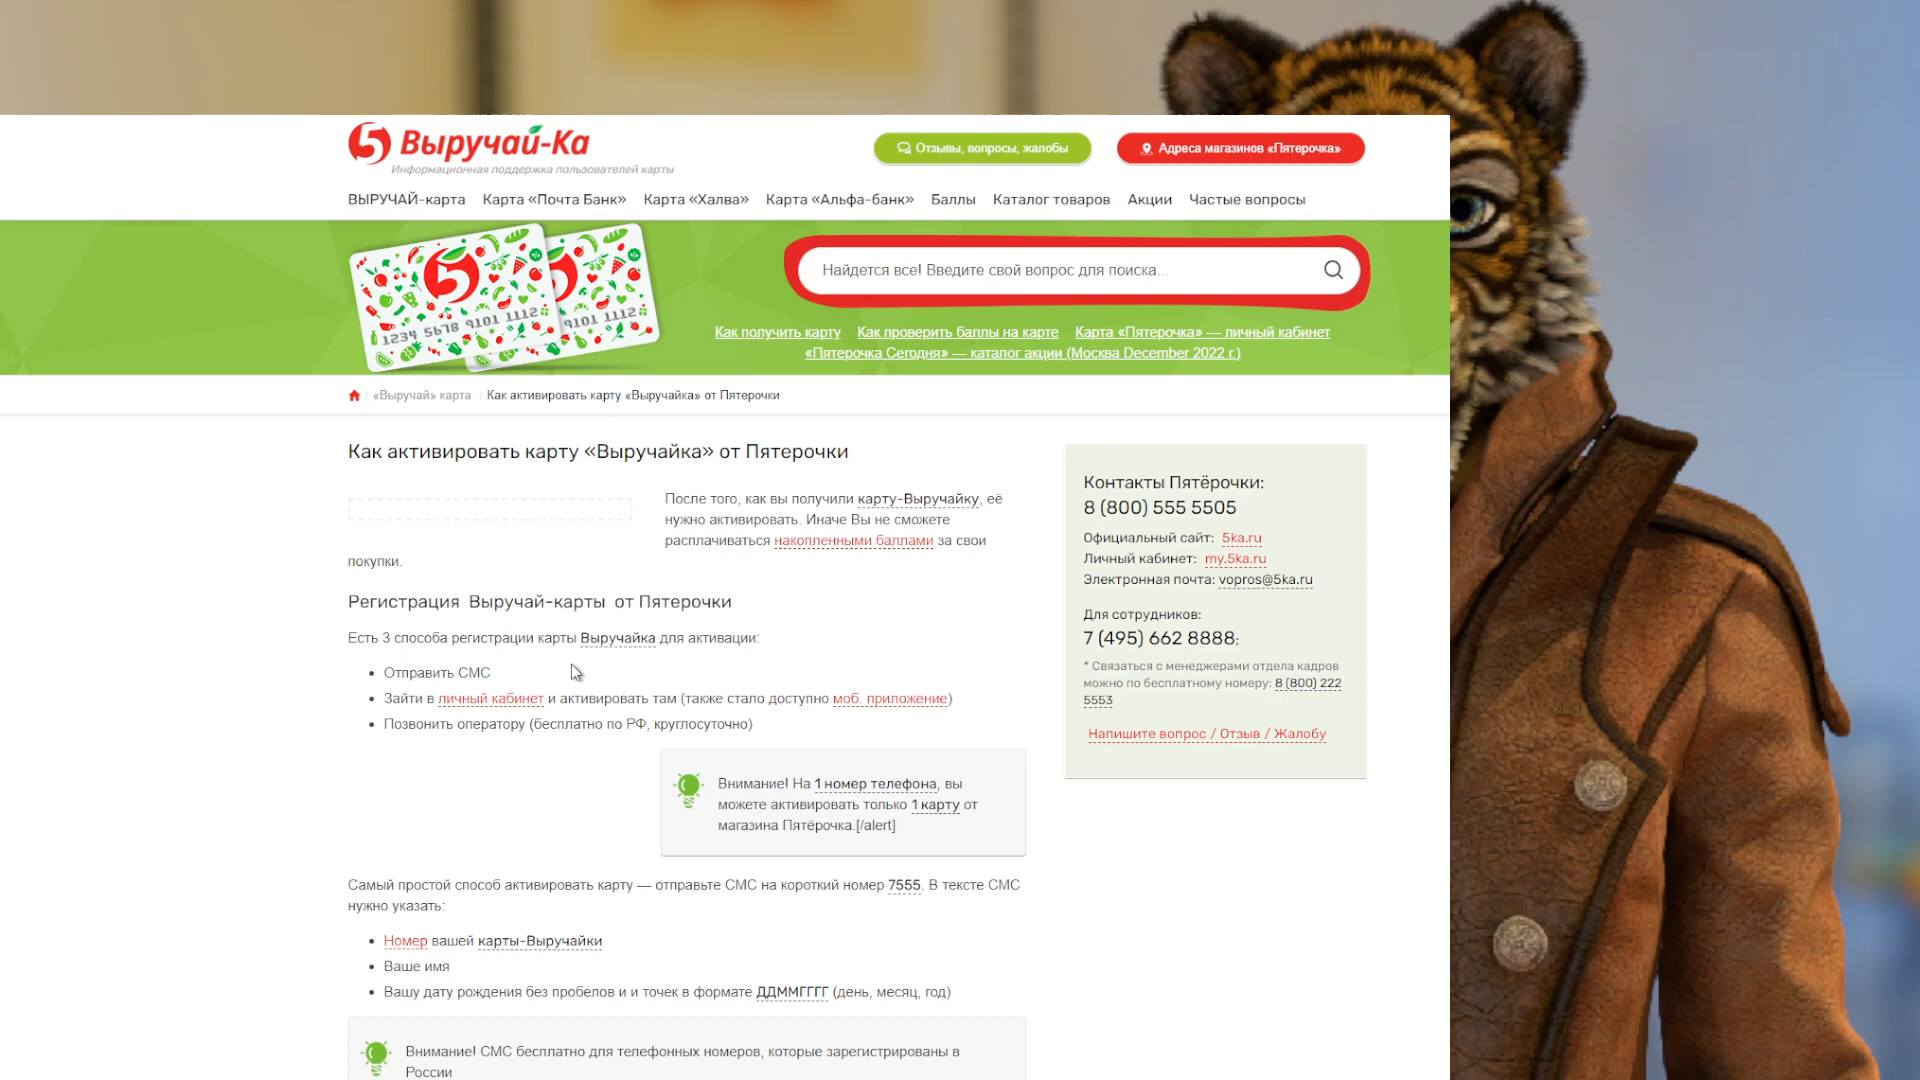 5 Выручай-Ка
Информационная поддержка пользователей карты
Отзывы, вопросы, жалобы
Адреса магазинов «Пятерочка»
ВЫРУЧАЙ-карта Карта «Почта Банк» Карта «Халва» Карта «Альфа-банк» Баллы Каталог товаров Акции Частые вопросы
5
1234 5678 9101 1112
9101 1112
Найдется все! Введите свой вопрос для поиска...
Как получить карту Как проверить баллы на карте Карта «Пятерочка» — личный кабинет
«Пятерочка Сегодня» — каталог акции (Москва December 2022 г.)
/ «Выручай» карта / Как активировать карту «Выручайка» от Пятерочки
Как активировать карту «Выручайка» от Пятерочки
После того, как вы получили карту-Выручайку, её
нужно активировать. Иначе Вы не сможете
расплачиваться накопленными баллами за свои
покупки.
Регистрация Выручай-карты от Пятерочки
Есть 3 способа регистрации карты Выручайка для активации:
• Отправить СМС
• Зайти в личный кабинет и активировать там (также стало доступно моб. приложение)
• Позвонить оператору (бесплатно по РФ, круглосуточно)
Внимание! На 1 номер телефона, вы
можете активировать только 1 карту от
магазина Пятёрочка.[/alert]
Самый простой способ активировать карту — отправьте СМС на короткий номер 7555. В тексте СМС
нужно указать:
• Номер вашей карты-Выручайки
• Ваше имя
• Вашу дату рождения без пробелов и и точек в формате ДДММГГГГ (день, месяц, год)
Внимание! СМС бесплатно для телефонных номеров, которые зарегистрированы в
России
Контакты Пятёрочки:
8 (800) 555 5505
Официальный сайт: 5ka.ru
Личный кабинет: my.5ka.ru
Электронная почта: vopros@5ka.ru
Для сотрудников:
7 (495) 662 8888;
* Связаться с менеджерами отдела кадров
можно по бесплатному номеру: 8 (800) 222
5553
Напишите вопрос / Отзыв / Жалобу